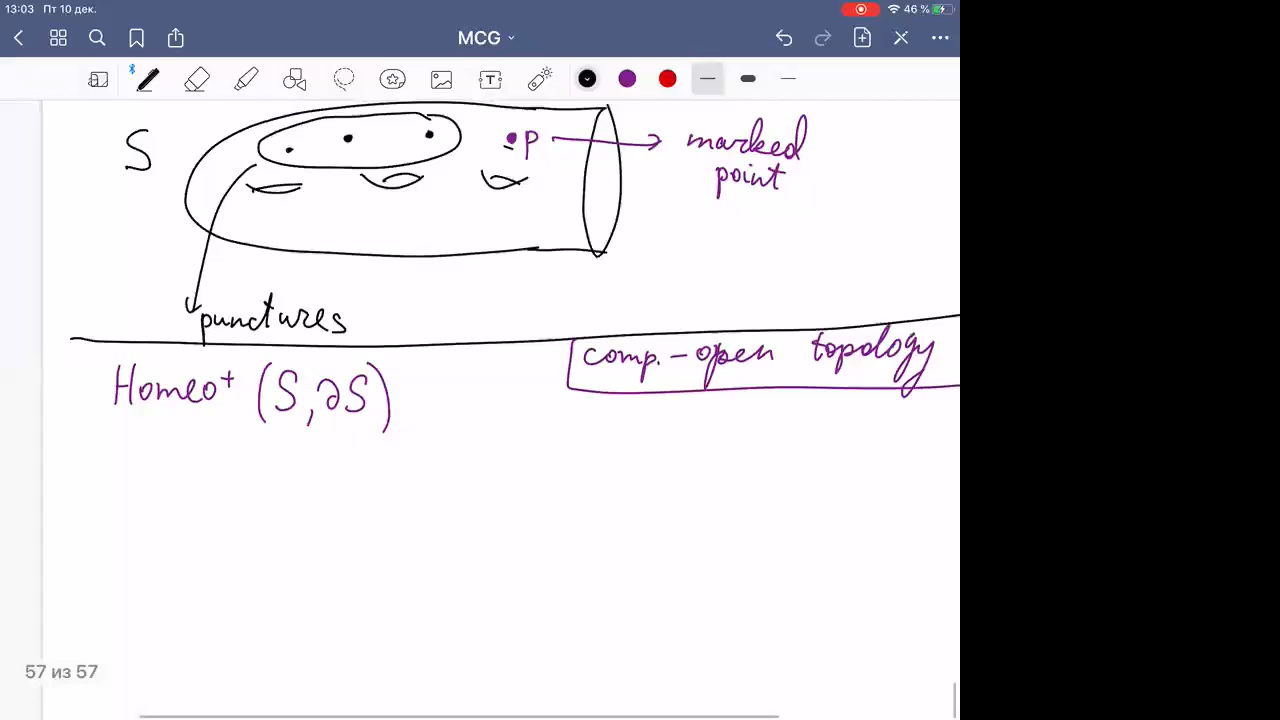 13:03 Пт 10 дек. 46 %
MCG
T
S
p
marked
point
punctures
comp.-open topology
Homeo⁺ (S, ∂S)
57 из 57